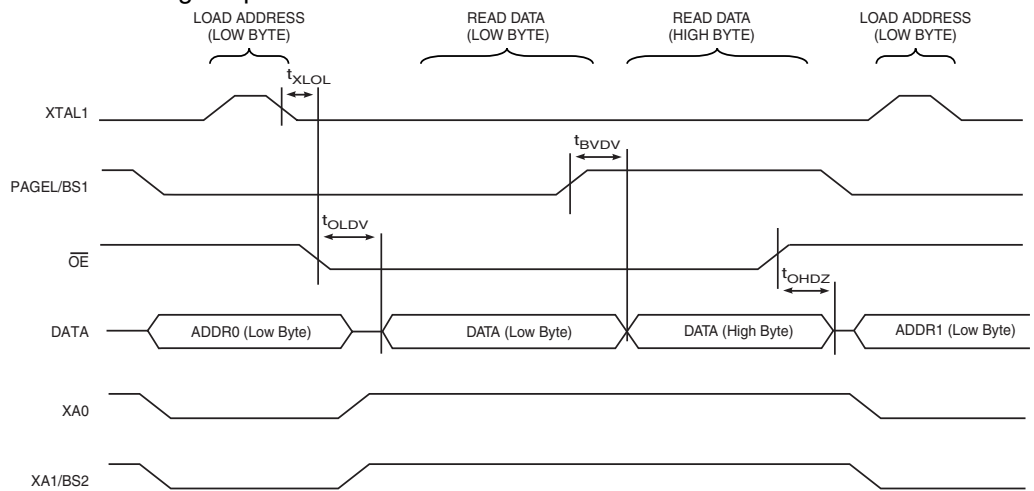 LOAD ADDRESS
(LOW BYTE)
READ DATA
(LOW BYTE)
READ DATA
(HIGH BYTE)
LOAD ADDRESS
(LOW BYTE)
tXLOL
XTAL1
tBVDV
PAGEL/BS1
tOLDV
OE
tOHDZ
DATA
ADDR0 (Low Byte)
DATA (Low Byte)
DATA (High Byte)
ADDR1 (Low Byte)
XA0
XA1/BS2